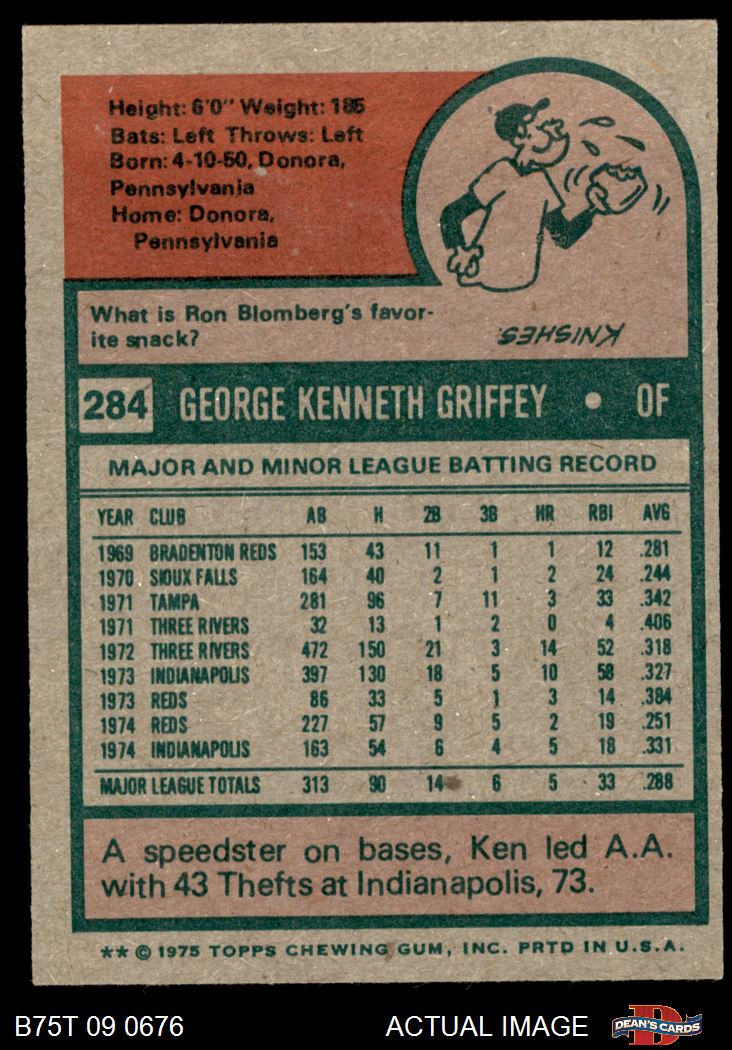 Height: 6'0" Weight: 185
Bats: Left Throws: Left
Born: 4-10-50, Donora,
Pennsylvania
Home: Donora,
Pennsylvania
What is Ron Blomberg's favor-
ite snack?
KNISHES.
284 GEORGE KENNETH GRIFFEY • OF
MAJOR AND MINOR LEAGUE BATTING RECORD
YEAR CLUB AB H 2B 3B HR RBI AVG
1969 BRADENTON REDS 153 43 11 1 1 12 .281
1970 SIOUX FALLS 164 40 2 1 2 24 .244
1971 TAMPA 281 96 7 11 3 33 .342
1971 THREE RIVERS 32 13 1 2 0 4 .406
1972 THREE RIVERS 472 150 21 3 14 52 .318
1973 INDIANAPOLIS 397 130 18 5 10 58 .327
1973 REDS 86 33 5 1 3 14 .384
1974 REDS 227 57 9 5 2 19 .251
1974 INDIANAPOLIS 163 54 6 4 5 18 .331
MAJOR LEAGUE TOTALS 313 90 14 6 5 33 .288
A speedster on bases, Ken led A.A.
with 43 Thefts at Indianapolis, 73.
** © 1975 TOPPS CHEWING GUM, INC. PRTD IN U.S.A.
B75T 09 0676 ACTUAL IMAGE D DEAN'S CARDS